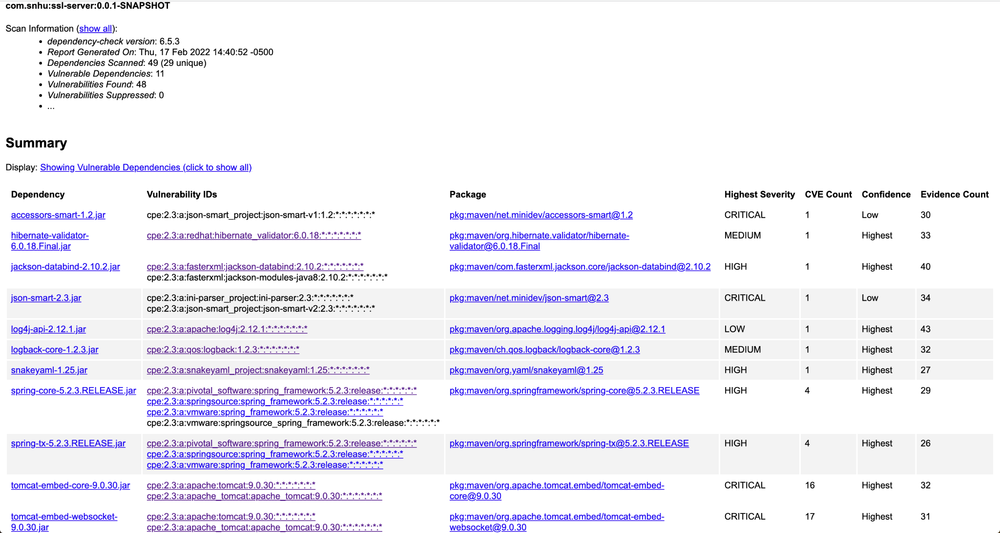 com.snhu:ssl-server:0.0.1-SNAPSHOT
Scan Information (show all):
• dependency-check version: 6.5.3
• Report Generated On: Thu, 17 Feb 2022 14:40:52 -0500
• Dependencies Scanned: 49 (29 unique)
• Vulnerable Dependencies: 11
• Vulnerabilities Found: 48
• Vulnerabilities Suppressed: 0
• ...
Summary
Display: Showing Vulnerable Dependencies (click to show all)
Dependency Vulnerability IDs Package Highest Severity CVE Count Confidence Evidence Count
accessors-smart-1.2.jar cpe:2.3:a:json-smart_project:json-smart-v1:1.2:*:*:*:*:*:*:* pkg:maven/net.minidev/accessors-smart@1.2 CRITICAL 1 Low 30
hibernate-validator- cpe:2.3:a:redhat:hibernate_validator:6.0.18:*:*:*:*:*:*:* pkg:maven/org.hibernate.validator/hibernate- MEDIUM 1 Highest 33
6.0.18.Final.jar validator@6.0.18.Final
jackson-databind-2.10.2.jar cpe:2.3:a:fasterxml:jackson-databind:2.10.2:*:*:*:*:*:*:* pkg:maven/com.fasterxml.jackson.core/jackson-databind@2.10.2 HIGH 1 Highest 40
cpe:2.3:a:fasterxml:jackson-modules-java8:2.10.2:*:*:*:*:*:*:*
json-smart-2.3.jar cpe:2.3:a:ini-parser_project:ini-parser:2.3:*:*:*:*:*:*:* pkg:maven/net.minidev/json-smart@2.3 CRITICAL 1 Low 34
cpe:2.3:a:json-smart_project:json-smart-v2:2.3:*:*:*:*:*:*:*
log4j-api-2.12.1.jar cpe:2.3:a:apache:log4j:2.12.1:*:*:*:*:*:*:* pkg:maven/org.apache.logging.log4j/log4j-api@2.12.1 LOW 1 Highest 43
logback-core-1.2.3.jar cpe:2.3:a:qos:logback:1.2.3:*:*:*:*:*:*:* pkg:maven/ch.qos.logback/logback-core@1.2.3 MEDIUM 1 Highest 32
snakeyaml-1.25.jar cpe:2.3:a:snakeyaml_project:snakeyaml:1.25:*:*:*:*:*:*:* pkg:maven/org.yaml/snakeyaml@1.25 HIGH 1 Highest 27
spring-core-5.2.3.RELEASE.jar cpe:2.3:a:pivotal_software:spring_framework:5.2.3:release:*:*:*:*:*:* pkg:maven/org.springframework/spring-core@5.2.3.RELEASE HIGH 4 Highest 29
cpe:2.3:a:springsource:spring_framework:5.2.3:release:*:*:*:*:*:*
cpe:2.3:a:vmware:spring_framework:5.2.3:release:*:*:*:*:*:*
cpe:2.3:a:vmware:springsource_spring_framework:5.2.3:release:*:*:*:*:*:*
spring-tx-5.2.3.RELEASE.jar cpe:2.3:a:pivotal_software:spring_framework:5.2.3:release:*:*:*:*:*:* pkg:maven/org.springframework/spring-tx@5.2.3.RELEASE HIGH 4 Highest 26
cpe:2.3:a:springsource:spring_framework:5.2.3:release:*:*:*:*:*:*
cpe:2.3:a:vmware:spring_framework:5.2.3:release:*:*:*:*:*:*
tomcat-embed-core-9.0.30.jar cpe:2.3:a:apache:tomcat:9.0.30:*:*:*:*:*:*:* pkg:maven/org.apache.tomcat.embed/tomcat-embed- CRITICAL 16 Highest 32
cpe:2.3:a:apache_tomcat:apache_tomcat:9.0.30:*:*:*:*:*:*:* core@9.0.30
tomcat-embed-websocket- cpe:2.3:a:apache:tomcat:9.0.30:*:*:*:*:*:*:* pkg:maven/org.apache.tomcat.embed/tomcat-embed- CRITICAL 17 Highest 31
9.0.30.jar cpe:2.3:a:apache_tomcat:apache_tomcat:9.0.30:*:*:*:*:*:*:* websocket@9.0.30